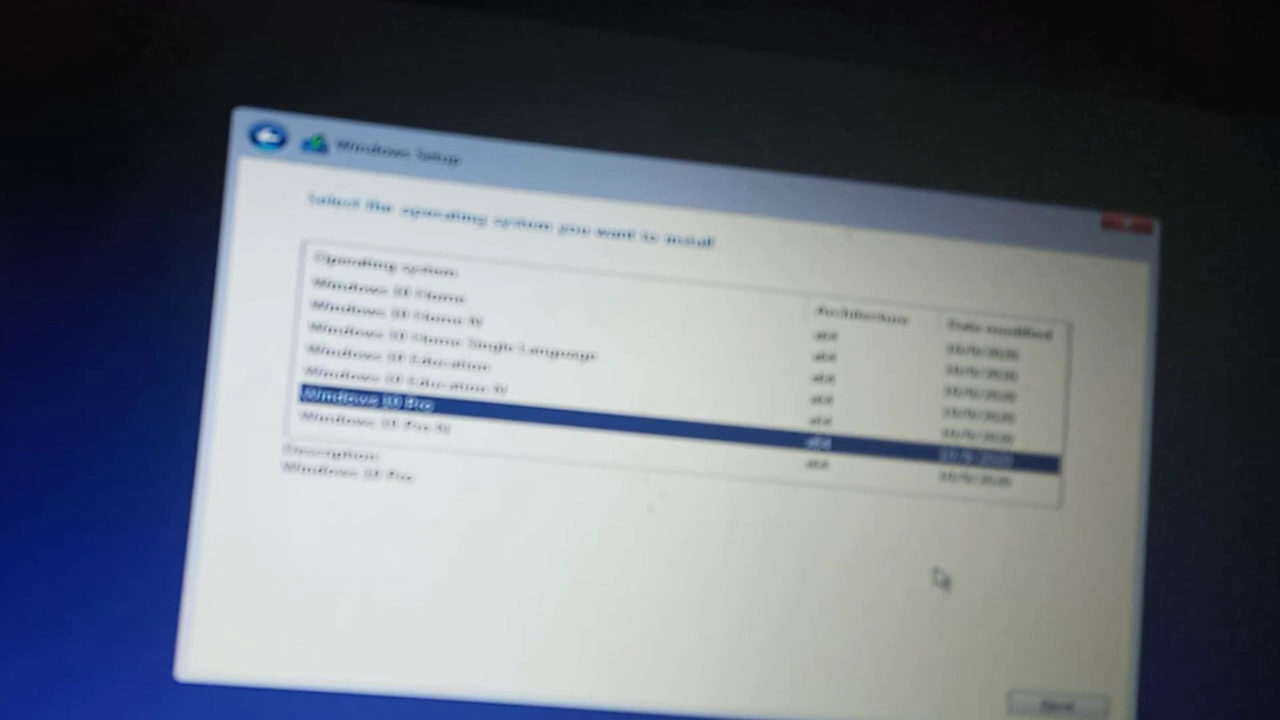 Windows Setup
Select the operating system you want to install
Operating system Architecture Date modified
Windows 10 Home x64
Windows 10 Home N x64
Windows 10 Home Single Language x64
Windows 10 Education x64
Windows 10 Education N x64
Windows 10 Pro x64
Windows 10 Pro N x64
Description:
Windows 10 Pro
Next